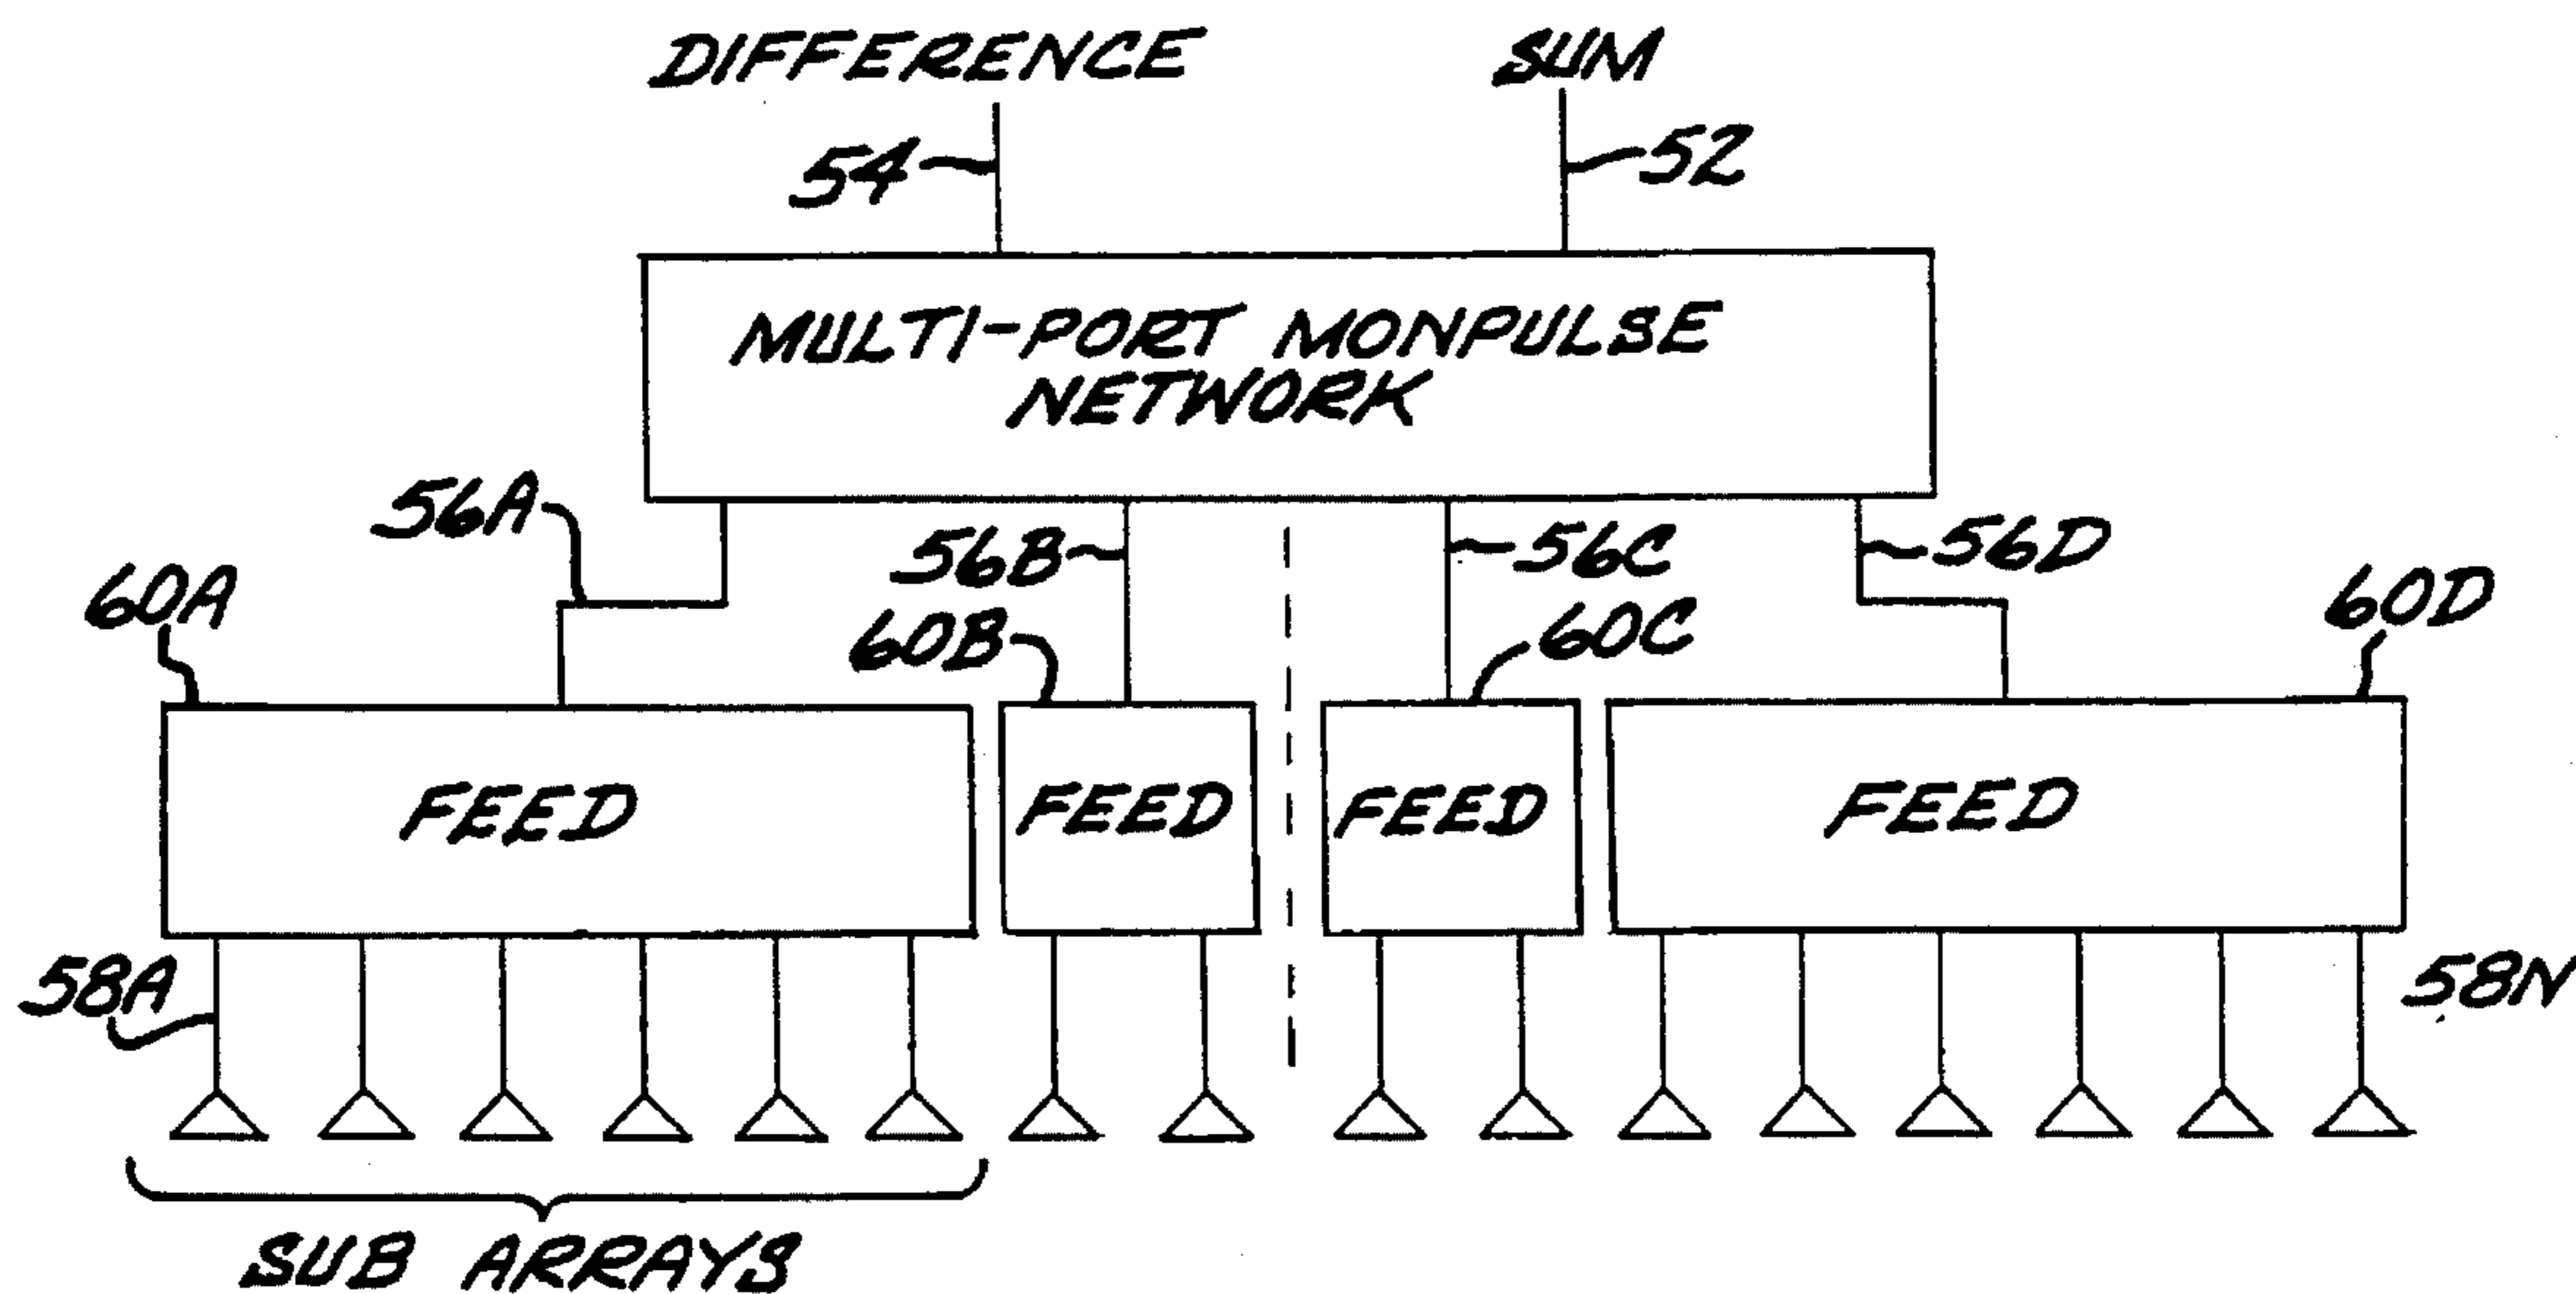 DIFFERENCE
SUM
54
52
MULTI-PORT MONPULSE
NETWORK
56A
56B
56C
56D
60A
60B
60C
60D
FEED
FEED
FEED
FEED
58A
58N
SUB ARRAYS